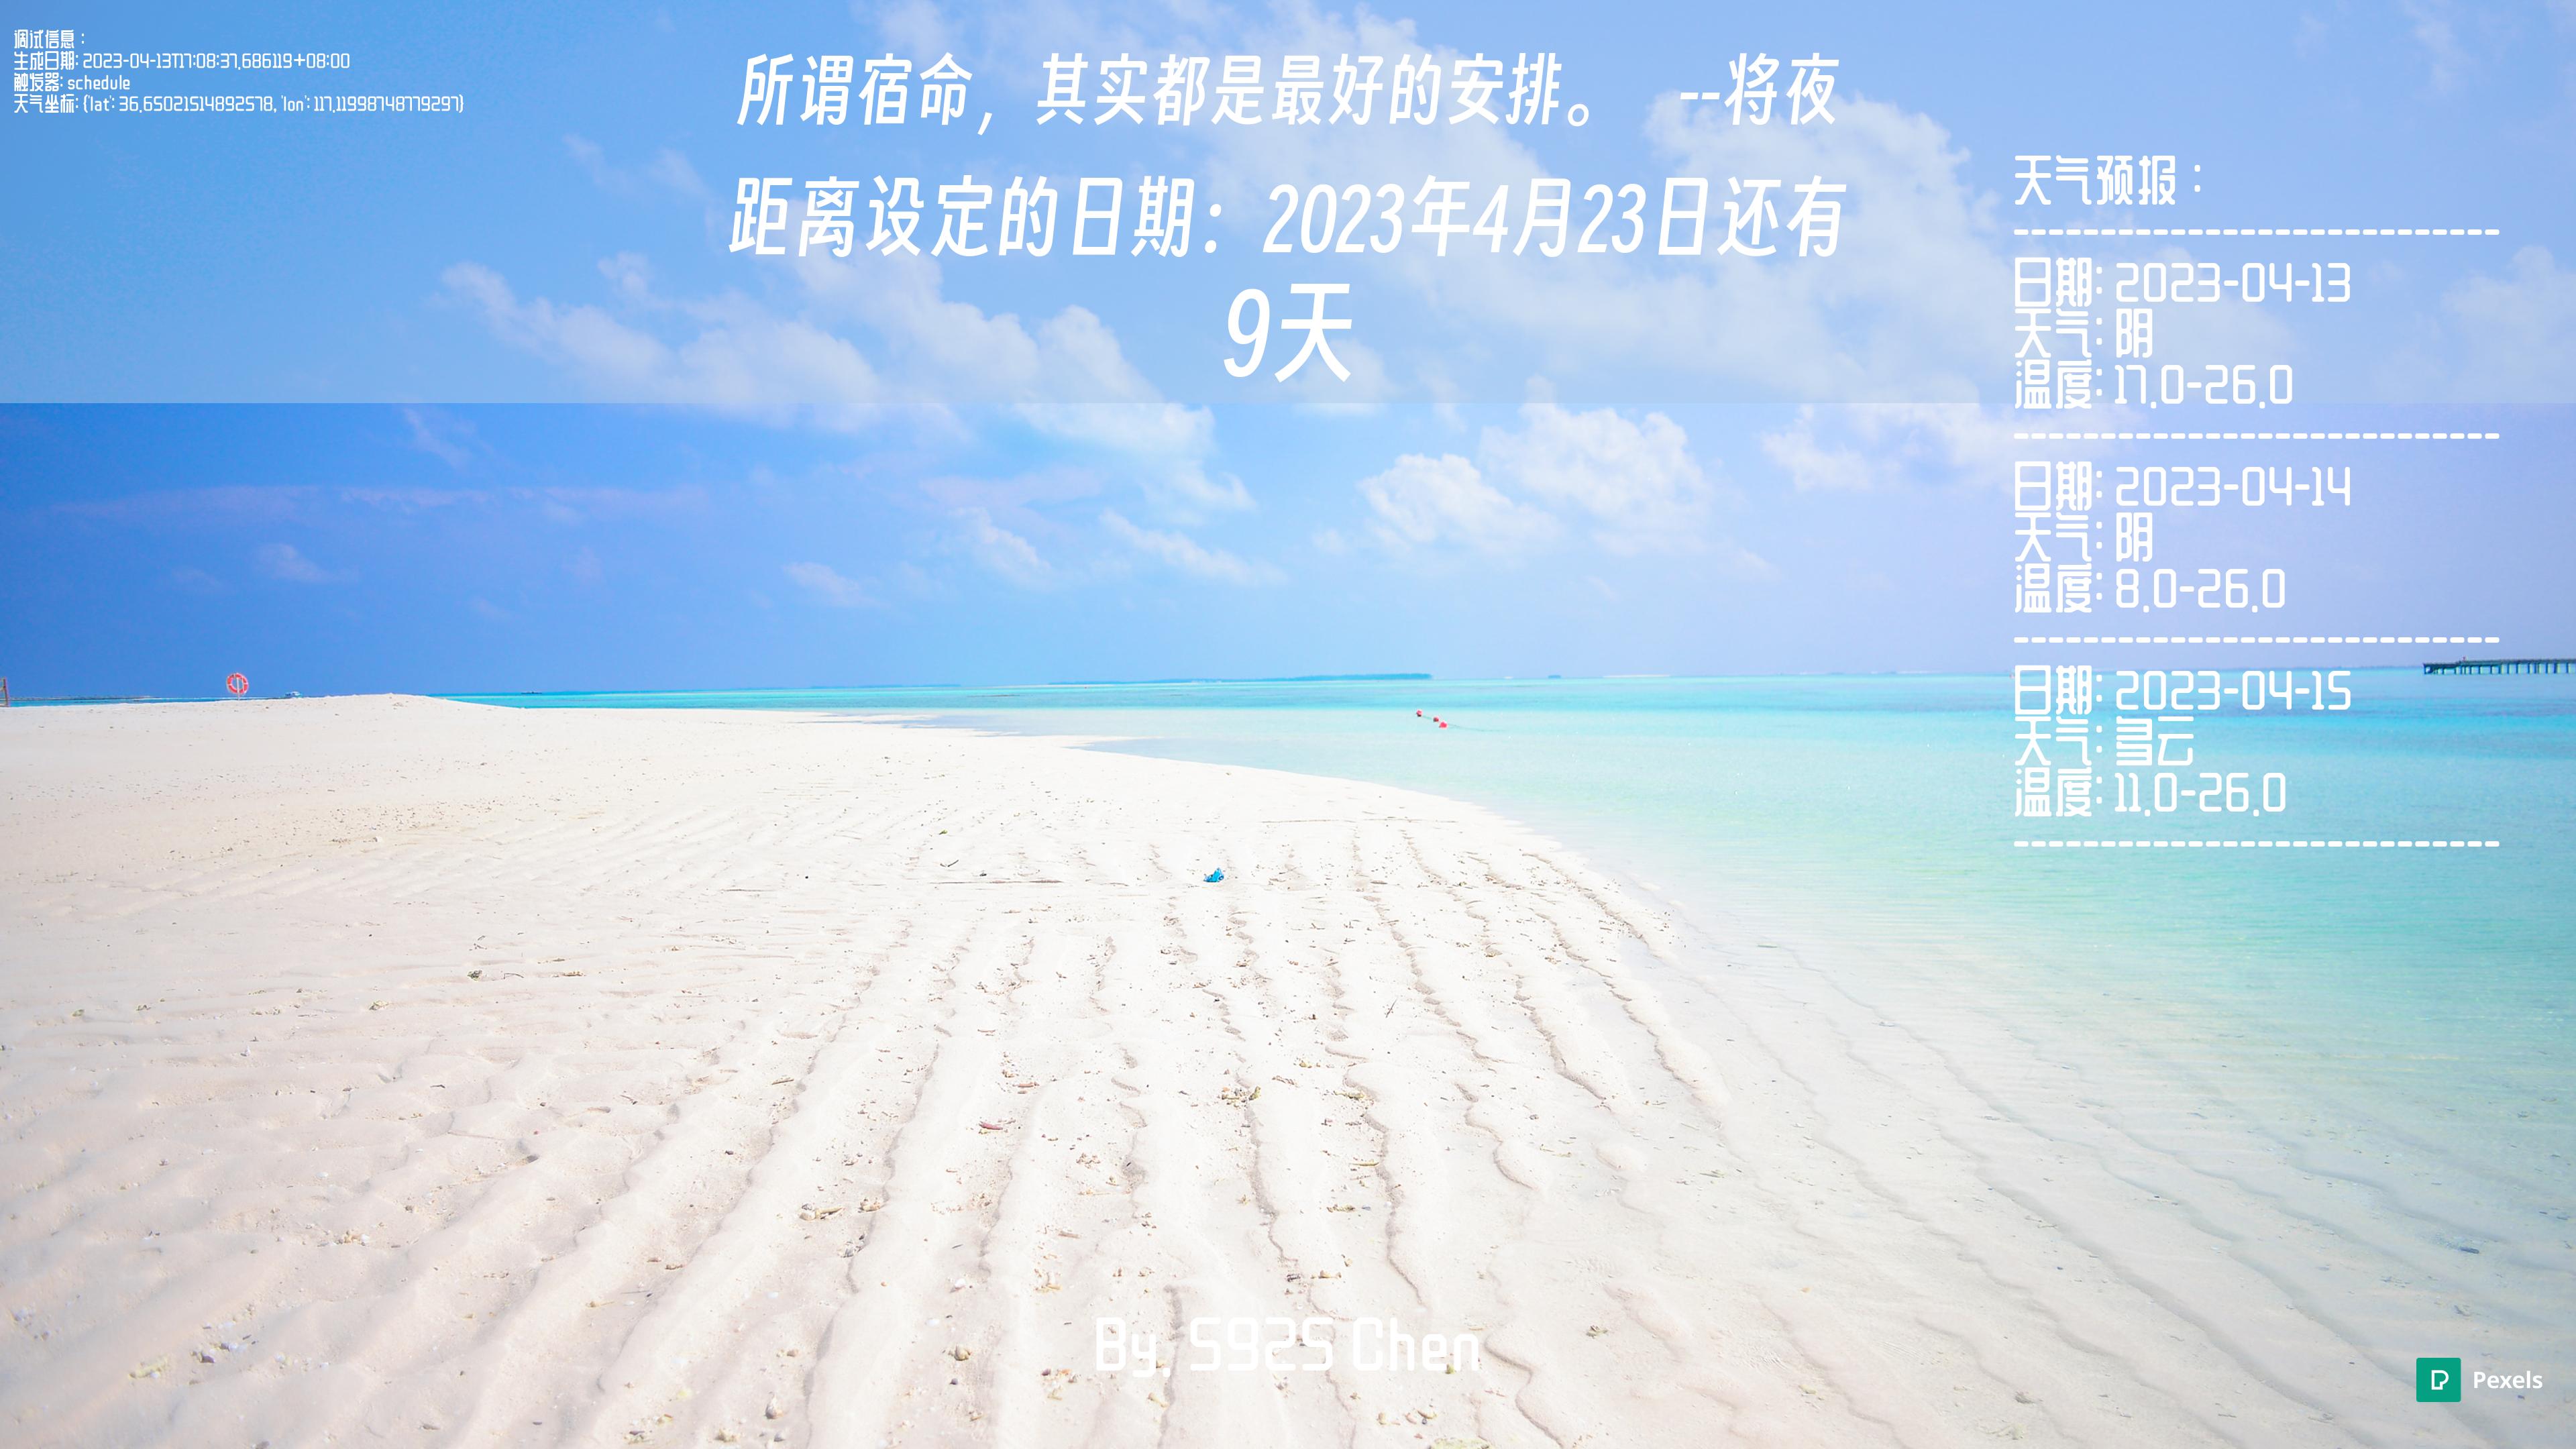 调试信息：
生成日期: 2023-04-13T17:08:37.686119+08:00
触发器: schedule
天气坐标: {'lat': 36.65021514892578, 'lon': 117.11998748779297}
所谓宿命，其实都是最好的安排。 --将夜
距离设定的日期：2023年4月23日还有
9天
天气预报：
----------------------------
日期: 2023-04-13
天气: 阴
温度: 17.0-26.0
----------------------------
日期: 2023-04-14
天气: 阴
温度: 8.0-26.0
----------------------------
日期: 2023-04-15
天气: 多云
温度: 11.0-26.0
----------------------------
By. S92S Chen
Pexels